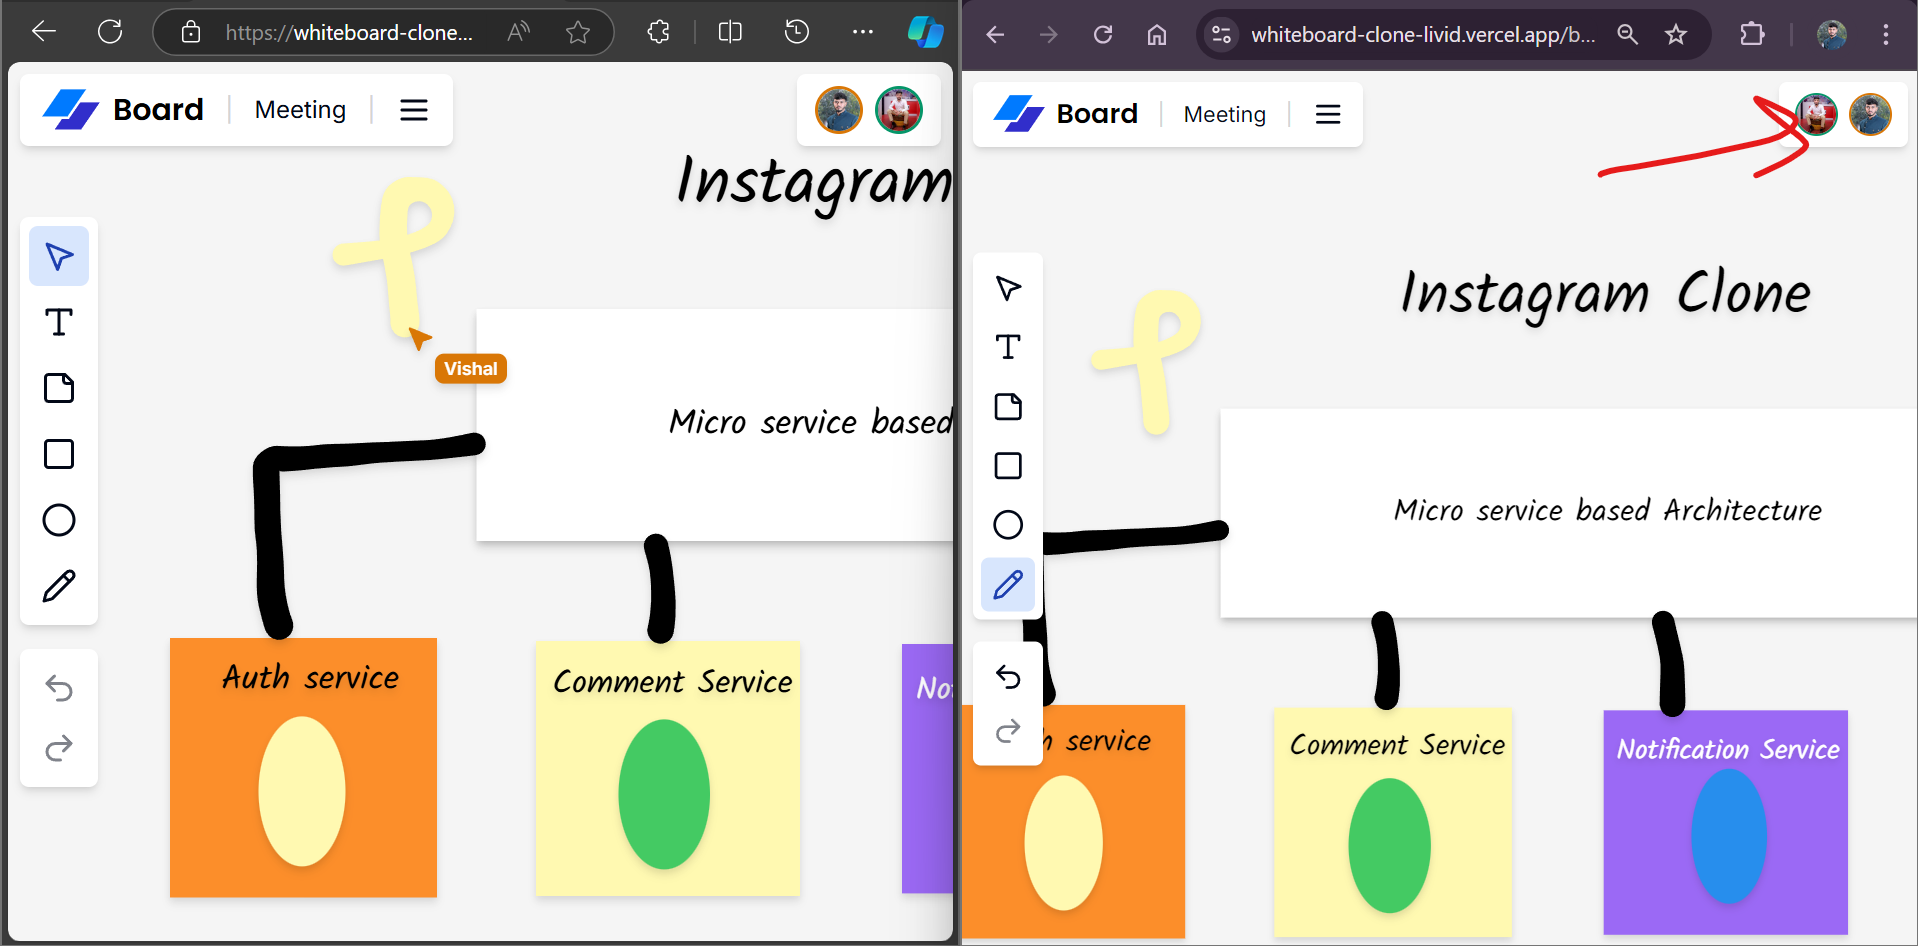 https://whiteboard-clone...
Board
Meeting
Instagram
Vishal
Micro service based
Auth service
Comment Service
whiteboard-clone-livid.vercel.app/b...
Board
Meeting
Instagram Clone
Micro service based Architecture
service
Comment Service
Notification Service